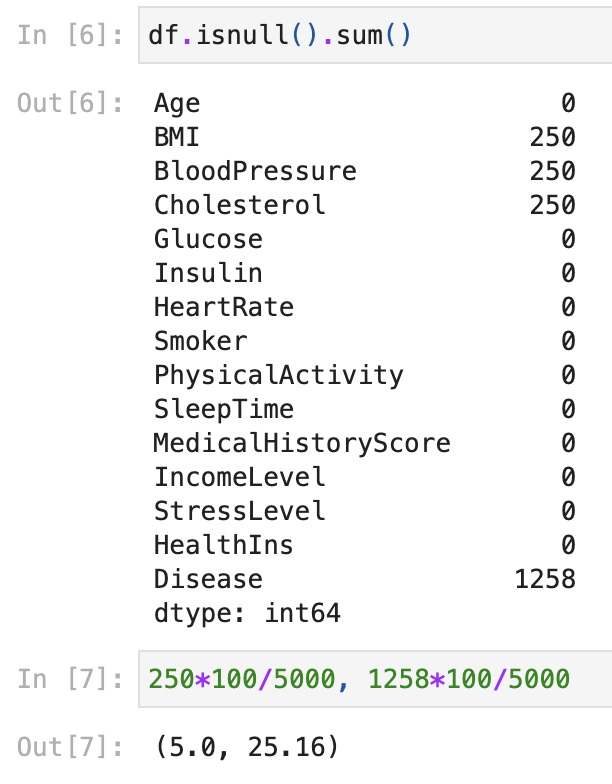 In [6]: df.isnull().sum()
Out[6]: Age 0
BMI 250
BloodPressure 250
Cholesterol 250
Glucose 0
Insulin 0
HeartRate 0
Smoker 0
PhysicalActivity 0
SleepTime 0
MedicalHistoryScore 0
IncomeLevel 0
StressLevel 0
HealthIns 0
Disease 1258
dtype: int64
In [7]: 250*100/5000, 1258*100/5000
Out[7]: (5.0, 25.16)